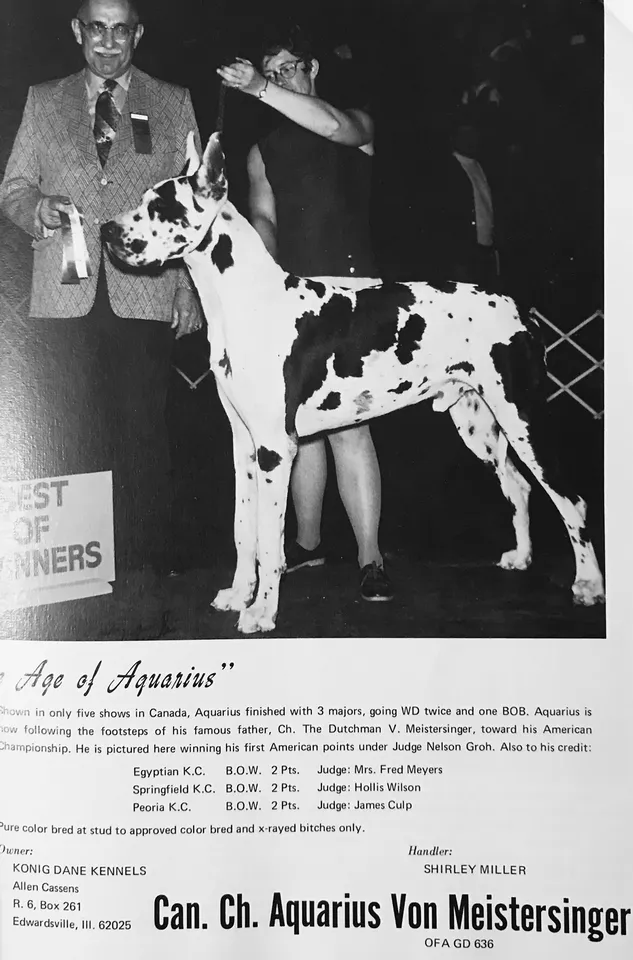 BEST
OF
WINNERS
Age of Aquarius"
Shown in only five shows in Canada, Aquarius finished with 3 majors, going WD twice and one BOB. Aquarius is
now following the footsteps of his famous father, Ch. The Dutchman V. Meistersinger, toward his American
Championship. He is pictured here winning his first American points under Judge Nelson Groh. Also to his credit:
Egyptian K.C. B.O.W. 2 Pts. Judge: Mrs. Fred Meyers
Springfield K.C. B.O.W. 2 Pts. Judge: Hollis Wilson
Peoria K.C. B.O.W. 2 Pts. Judge: James Culp
Pure color bred at stud to approved color bred and x-rayed bitches only.
Owner:
KONIG DANE KENNELS
Allen Cassens
R. 6, Box 261
Edwardsville, Ill. 62025
Handler:
SHIRLEY MILLER
Can. Ch. Aquarius Von Meistersinger
OFA GD 636